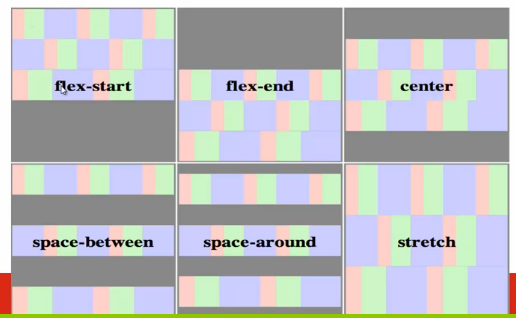 flex-start
flex-end
center
space-between
space-around
stretch